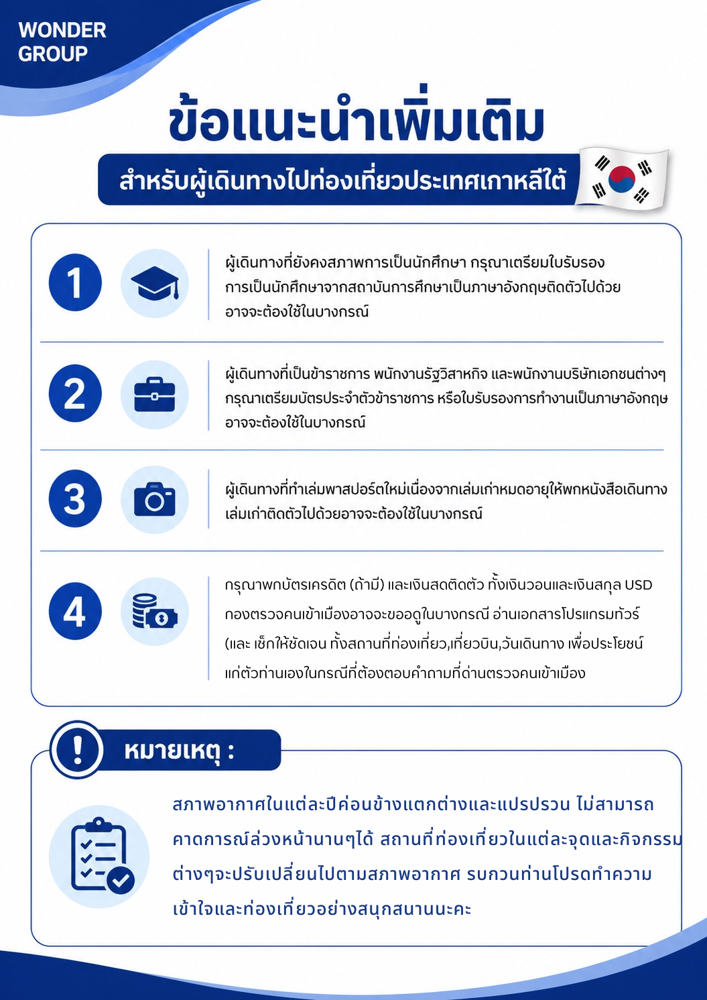 WONDER
GROUP
ข้อแนะนำเพิ่มเติม
สำหรับผู้เดินทางไปท่องเที่ยวประเทศเกาหลีใต้
1
ผู้เดินทางที่ยังคงสภาพการเป็นนักศึกษา กรุณาเตรียมใบรับรอง
การเป็นนักศึกษาจากสถาบันการศึกษาเป็นภาษาอังกฤษติดตัวไปด้วย
อาจจะต้องใช้ในบางกรณ์
2
ผู้เดินทางที่เป็นข้าราชการ พนักงานรัฐวิสาหกิจ และพนักงานบริษัทเอกชนต่างๆ
กรุณาเตรียมบัตรประจำตัวข้าราชการ หรือใบรับรองการทำงานเป็นภาษาอังกฤษ
อาจจะต้องใช้ในบางกรณ์
3
ผู้เดินทางที่ทำเล่มพาสปอร์ตใหม่เนื่องจากเล่มเก่าหมดอายุให้พกหนังสือเดินทาง
เล่มเก่าติดตัวไปด้วยอาจจะต้องใช้ในบางกรณ์
4
กรุณาพกบัตรเครดิต (ถ้ามี) และเงินสดติดตัว ทั้งเงินวอนและเงินสกุล USD
กองตรวจคนเข้าเมืองอาจจะขออดูในบางกรณี อ่านเอกสารโปรแกรมทัวร์
(และ เช็กให้ชัดเจน ทั้งสถานที่ท่องเที่ยว,เที่ยวบิน,วันเดินทาง เพื่อประโยชน์
แก่ตัวท่านเองในกรณีที่ต้องตอบคำถามที่ด่านตรวจคนเข้าเมือง
หมายเหตุ :
สภาพอากาศในแต่ละปีค่อนข้างแตกต่างและแปรปรวน ไม่สามารถ
คาดการณ์ล่วงหน้านานๆได้ สถานที่ท่องเที่ยวในแต่ละจุดและกิจกรรม
ต่างๆจะปรับเปลี่ยนไปตามสภาพอากาศ รบกวนท่านโปรดทำความ
เข้าใจและท่องเที่ยวอย่างสนุกสนานนะคะ